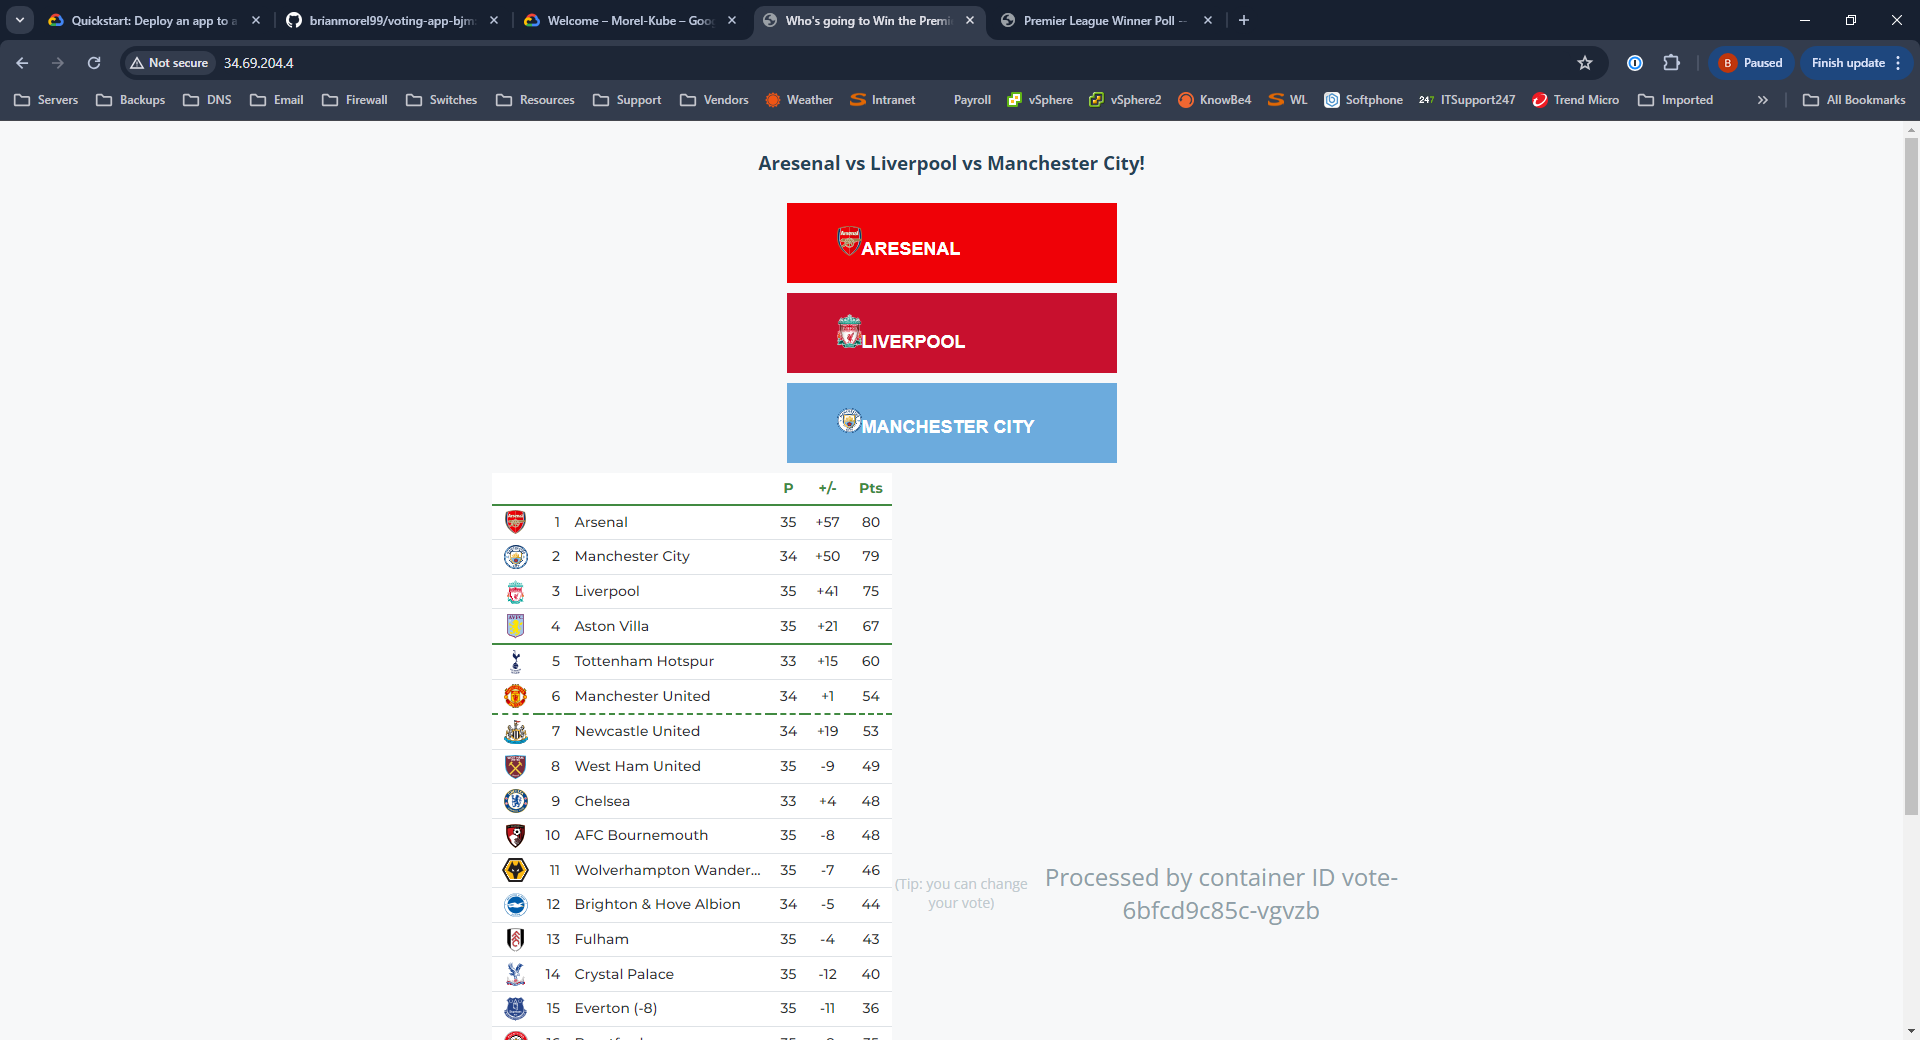 Quickstart: Deploy an app to a
brianmorel99/voting-app-bjm
Welcome – Morel-Kube – Goo
Who's going to Win the Premi
Premier League Winner Poll --
Not secure
34.69.204.4
B
Paused
Finish update
Servers
Backups
DNS
Email
Firewall
Switches
Resources
Support
Vendors
Weather
Intranet
Payroll
vSphere
vSphere2
KnowBe4
WL
Softphone
247
ITSupport247
Trend Micro
Imported
All Bookmarks
Aresenal vs Liverpool vs Manchester City!
ARESENAL
LIVERPOOL
MANCHESTER CITY
P +/- Pts
1 Arsenal 35 +57 80
2 Manchester City 34 +50 79
3 Liverpool 35 +41 75
4 Aston Villa 35 +21 67
5 Tottenham Hotspur 33 +15 60
6 Manchester United 34 +1 54
7 Newcastle United 34 +19 53
8 West Ham United 35 -9 49
9 Chelsea 33 +4 48
10 AFC Bournemouth 35 -8 48
11 Wolverhampton Wander... 35 -7 46
12 Brighton & Hove Albion 34 -5 44
13 Fulham 35 -4 43
14 Crystal Palace 35 -12 40
15 Everton (-8) 35 -11 36
(Tip: you can change
your vote)
Processed by container ID vote-
6bfcd9c85c-vgvzb